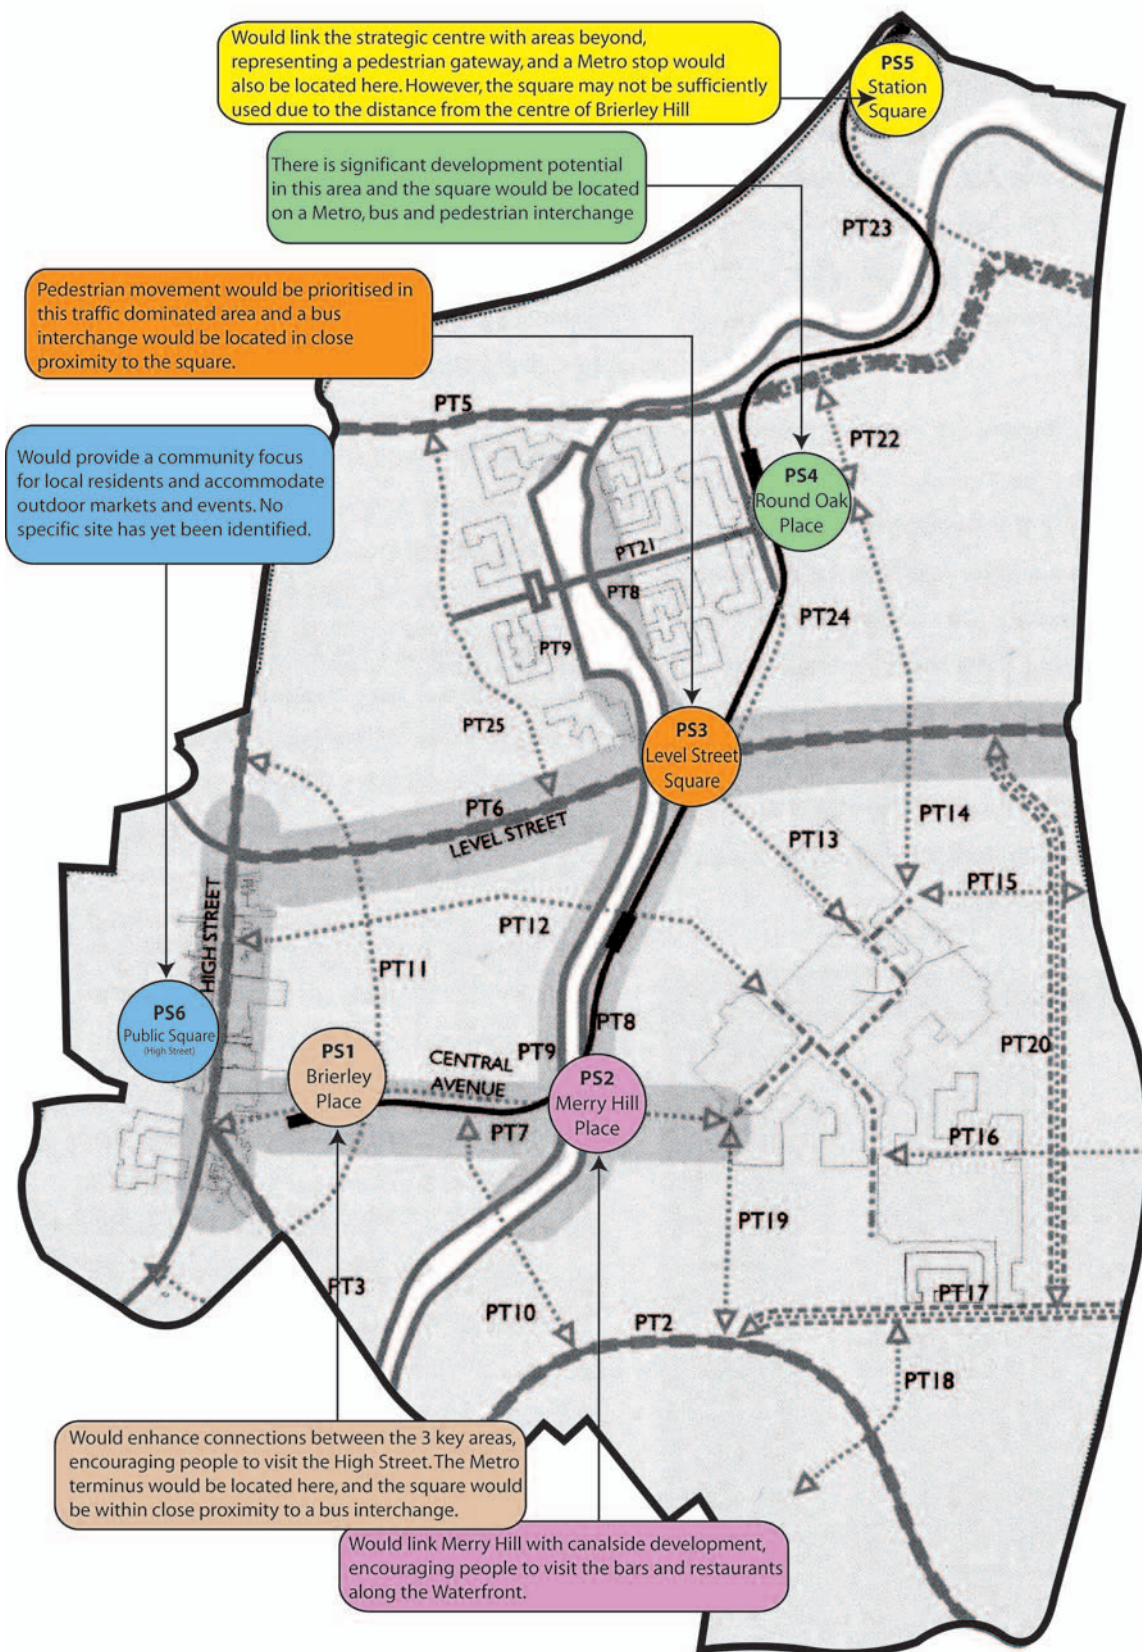 Would link the strategic centre with areas beyond,
representing a pedestrian gateway, and a Metro stop would
also be located here. However, the square may not be sufficiently
used due to the distance from the centre of Brierley Hill
PS5
Station
Square
There is significant development potential
in this area and the square would be located
on a Metro, bus and pedestrian interchange
PT23
Pedestrian movement would be prioritised in
this traffic dominated area and a bus
interchange would be located in close
proximity to the square.
PT5
PT22
Would provide a community focus
for local residents and accommodate
outdoor markets and events. No
specific site has yet been identified.
PS4
Round Oak
Place
PT21
PT8
PT24
PT9
PT25
PS3
Level Street
Square
PT6
LEVEL STREET
PT13
PT14
PT15
HIGH STREET
PT12
PT11
PS6
Public Square
(High Street)
PT8
PT9
PT20
PS1
Brierley
Place
CENTRAL
AVENUE
PS2
Merry Hill
Place
PT7
PT16
PT19
PT3
PT10
PT2
PT17
PT18
Would enhance connections between the 3 key areas,
encouraging people to visit the High Street. The Metro
terminus would be located here, and the square would
be within close proximity to a bus interchange.
Would link Merry Hill with canalside development,
encouraging people to visit the bars and restaurants
along the Waterfront.